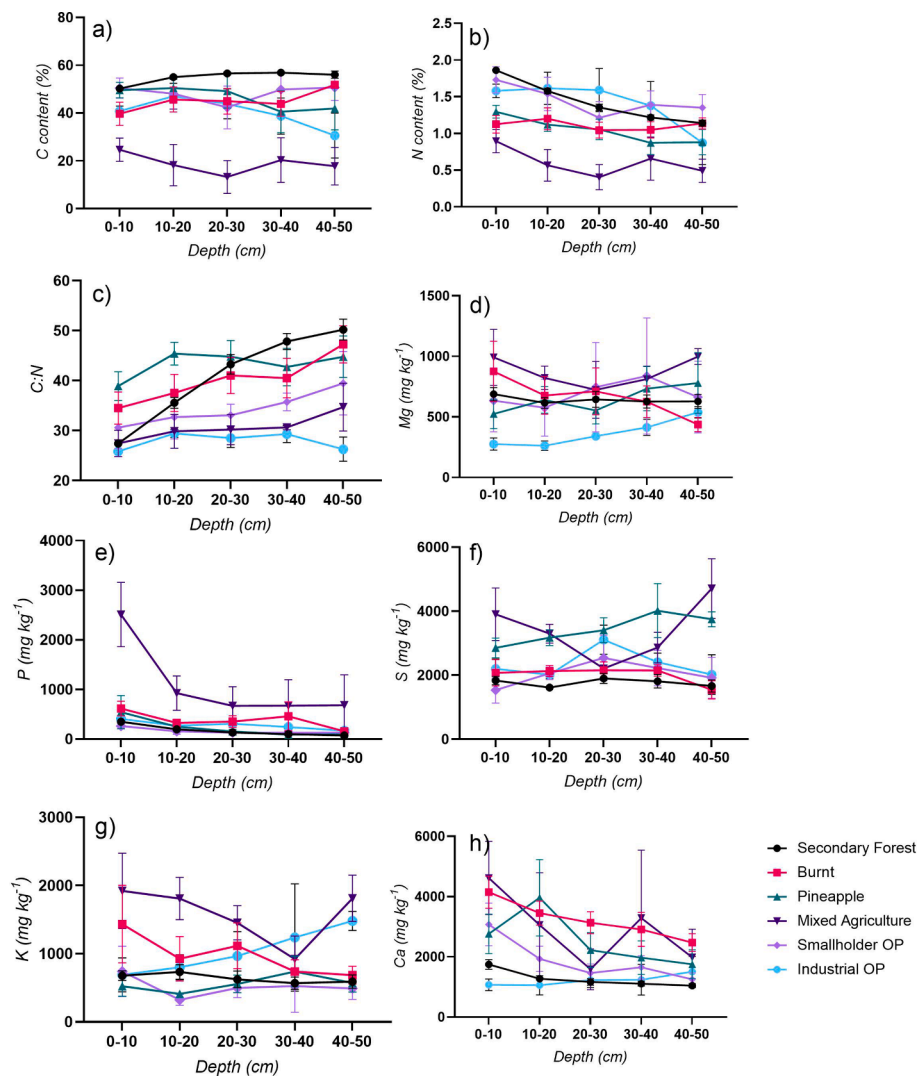 a)
C content (%)
80
60
40
20
0
0-10 10-20 20-30 30-40 40-50
Depth (cm)
b)
N content (%)
2.5
2.0
1.5
1.0
0.5
0.0
0-10 10-20 20-30 30-40 40-50
Depth (cm)
c)
C:N
60
50
40
30
20
0-10 10-20 20-30 30-40 40-50
Depth (cm)
d)
Mg (mg kg-1)
1500
1000
500
0
0-10 10-20 20-30 30-40 40-50
Depth (cm)
e)
P (mg kg-1)
4000
3000
2000
1000
0
0-10 10-20 20-30 30-40 40-50
Depth (cm)
f)
S (mg kg-1)
6000
4000
2000
0
0-10 10-20 20-30 30-40 40-50
Depth (cm)
g)
K (mg kg-1)
3000
2000
1000
0
0-10 10-20 20-30 30-40 40-50
Depth (cm)
h)
Ca (mg kg-1)
6000
4000
2000
0
0-10 10-20 20-30 30-40 40-50
Depth (cm)
Secondary Forest
Burnt
Pineapple
Mixed Agriculture
Smallholder OP
Industrial OP